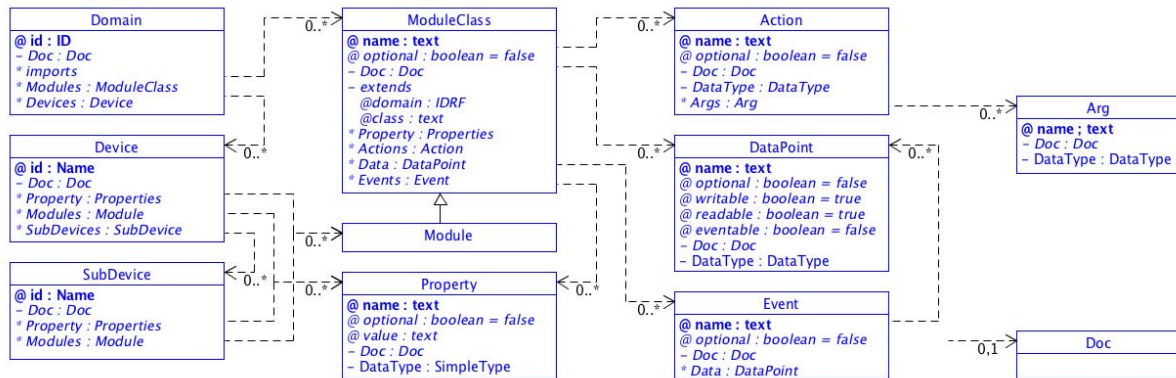 Domain
@ id : ID
– Doc : Doc
* imports
* Modules : ModuleClass
* Devices : Device
0..*
0..*
Device
@ id : Name
– Doc : Doc
* Property : Properties
* Modules : Module
* SubDevices : SubDevice
0..*
0..*
0..*
SubDevice
@ id : Name
– Doc : Doc
* Property : Properties
* Modules : Module
ModuleClass
@ name : text
@ optional : boolean = false
– Doc : Doc
– extends
@domain : IDRF
@class : text
* Property : Properties
* Actions : Action
* Data : DataPoint
* Events : Event
0..*
0..*
0..*
0..*
Module
Property
@ name : text
@ optional : boolean = false
@ value : text
– Doc : Doc
– DataType : SimpleType
Action
@ name : text
@ optional : boolean = false
– Doc : Doc
– DataType : DataType
* Args : Arg
0..*
DataPoint
@ name : text
@ optional : boolean = false
@ writable : boolean = true
@ readable : boolean = true
@ eventable : boolean = false
– Doc : Doc
– DataType : DataType
0..*
Event
@ name : text
@ optional : boolean = false
– Doc : Doc
* Data : DataPoint
Arg
@ name ; text
– Doc : Doc
– DataType : DataType
0,1
Doc